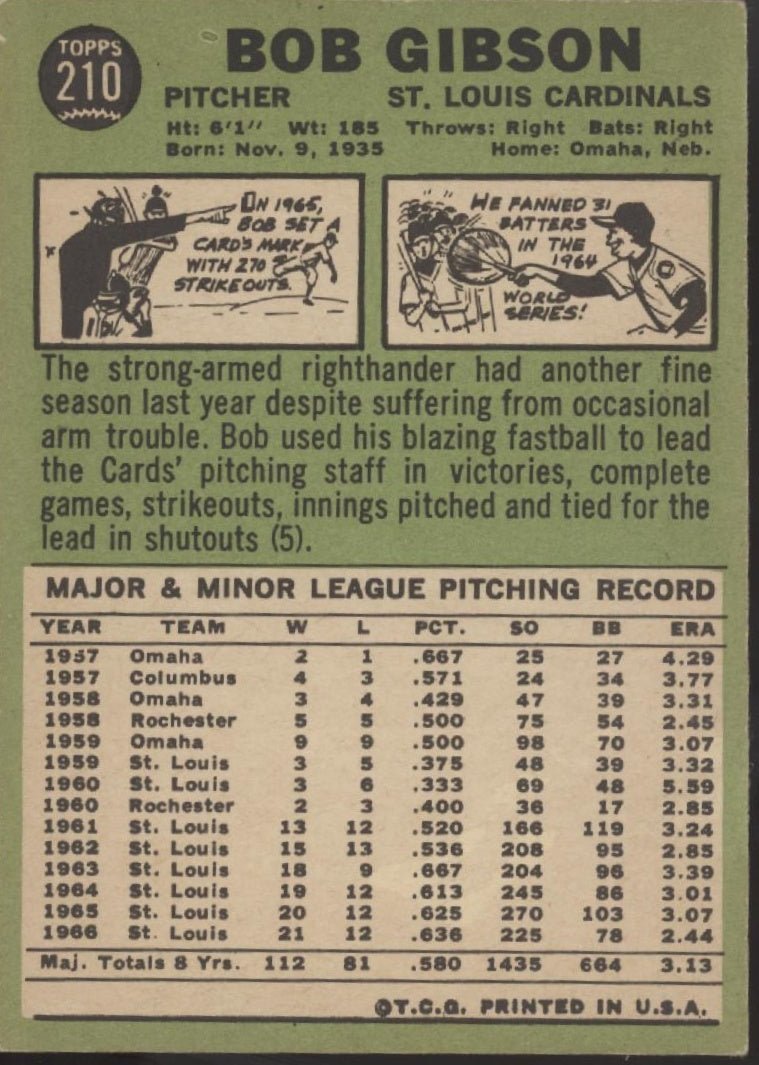 TOPPS
210
BOB GIBSON
PITCHER ST. LOUIS CARDINALS
Ht: 6'1" Wt: 185 Throws: Right Bats: Right
Born: Nov. 9, 1935 Home: Omaha, Neb.
ON 1965,
BOB SET A
CARD'S MARK
WITH 270
STRIKEOUTS.
HE FANNED 31
BATTERS
IN THE
1964
WORLD
SERIES!
The strong-armed righthander had another fine
season last year despite suffering from occasional
arm trouble. Bob used his blazing fastball to lead
the Cards' pitching staff in victories, complete
games, strikeouts, innings pitched and tied for the
lead in shutouts (5).
MAJOR & MINOR LEAGUE PITCHING RECORD
YEAR TEAM W L PCT. SO BB ERA
1957 Omaha 2 1 .667 25 27 4.29
1957 Columbus 4 3 .571 24 34 3.77
1958 Omaha 3 4 .429 47 39 3.31
1958 Rochester 5 5 .500 75 54 2.45
1959 Omaha 9 9 .500 98 70 3.07
1959 St. Louis 3 5 .375 48 39 3.32
1960 St. Louis 3 6 .333 69 48 5.59
1960 Rochester 2 3 .400 36 17 2.85
1961 St. Louis 13 12 .520 166 119 3.24
1962 St. Louis 15 13 .536 208 95 2.85
1963 St. Louis 18 9 .667 204 96 3.39
1964 St. Louis 19 12 .613 245 86 3.01
1965 St. Louis 20 12 .625 270 103 3.07
1966 St. Louis 21 12 .636 225 78 2.44
Maj. Totals 8 Yrs. 112 81 .580 1435 664 3.13
©T.C.G. PRINTED IN U.S.A.